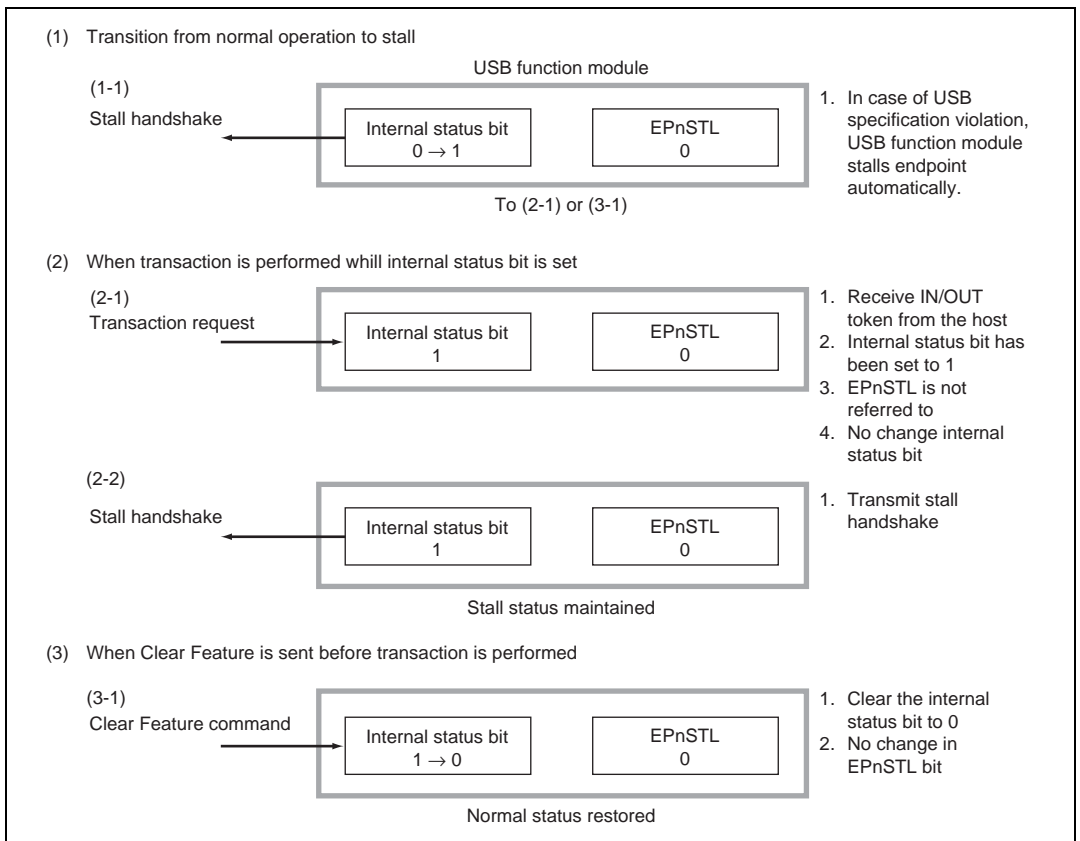 (1) Transition from normal operation to stall
USB function module
(1-1)
Stall handshake
Internal status bit
0 → 1
EPnSTL
0
1. In case of USB
specification violation,
USB function module
stalls endpoint
automatically.
To (2-1) or (3-1)
(2) When transaction is performed whill internal status bit is set
(2-1)
Transaction request
Internal status bit
1
EPnSTL
0
1. Receive IN/OUT
token from the host
2. Internal status bit has
been set to 1
3. EPnSTL is not
referred to
4. No change internal
status bit
(2-2)
Stall handshake
Internal status bit
1
EPnSTL
0
1. Transmit stall
handshake
Stall status maintained
(3) When Clear Feature is sent before transaction is performed
(3-1)
Clear Feature command
Internal status bit
1 → 0
EPnSTL
0
1. Clear the internal
status bit to 0
2. No change in
EPnSTL bit
Normal status restored